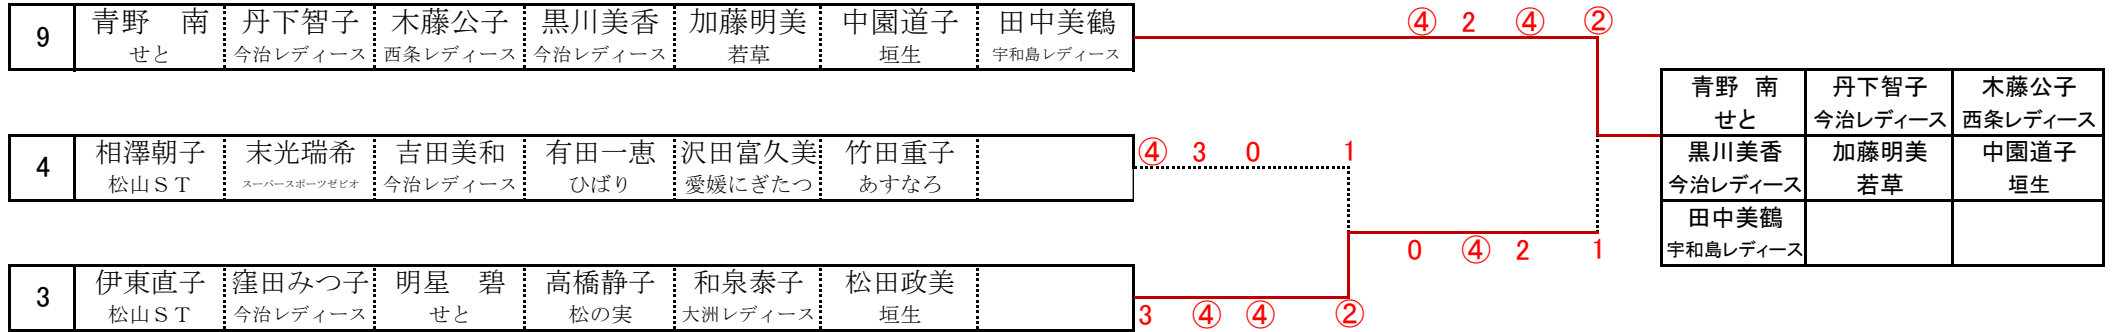 9 青野　南 丹下智子 木藤公子 黒川美香 加藤明美 中園道子 田中美鶴
せと 今治レディース 西条レディース 今治レディース 若草 垣生 宇和島レディース
④ 2 ④ ②
4 相澤朝子 末光瑞希 吉田美和 有田一恵 沢田富久美 竹田重子
松山ＳＴ スーパースポーツゼビオ 今治レディース ひばり 愛媛にぎたつ あすなろ
④ 3 0 1
3 伊東直子 窪田みつ子 明星　碧 高橋静子 和泉泰子 松田政美
松山ＳＴ 今治レディース せと 松の実 大洲レディース 垣生
3 ④ ④ ②
0 ④ 2 1
青野　南 丹下智子 木藤公子
せと 今治レディース 西条レディース
黒川美香 加藤明美 中園道子
今治レディース 若草 垣生
田中美鶴
宇和島レディース